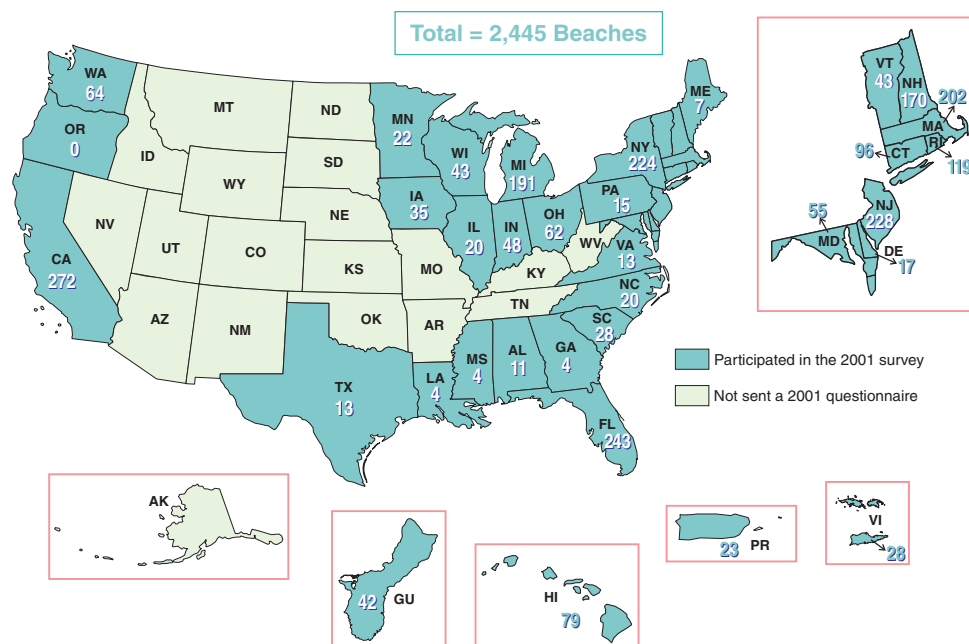 Total = 2,445 Beaches
WA
64
OR
0
CA
272
ID
NV
MT
WY
UT
AZ
CO
NM
ND
SD
NE
KS
OK
TX
13
MN
22
IA
35
MO
AR
LA
4
WI
43
IL
20
MI
191
IN
48
OH
62
KY
TN
MS
4
AL
11
GA
4
FL
243
SC
28
NC
20
VA
13
WV
PA
15
NY
224
ME
7
VT
43
NH
170
202
MA
96
CT
RI
119
NJ
228
55
MD
DE
17
Participated in the 2001 survey
Not sent a 2001 questionnaire
AK
42
GU
HI
79
23
PR
VI
28